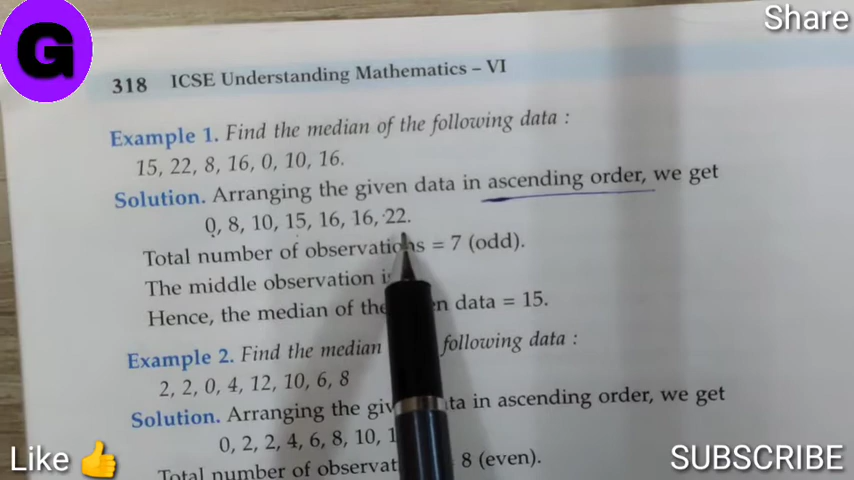 G
Share
318 ICSE Understanding Mathematics – VI
Example 1. Find the median of the following data :
15, 22, 8, 16, 0, 10, 16.
Solution. Arranging the given data in ascending order, we get
0, 8, 10, 15, 16, 16, 22.
Total number of observations = 7 (odd).
The middle observation
Hence, the median of the data = 15.
Example 2. Find the median following data :
2, 2, 0, 4, 12, 10, 6, 8
Solution. Arranging the in ascending order, we get
0, 2, 2, 4, 6, 8, 10,
Total number of 8 (even).
Like 👍
SUBSCRIBE